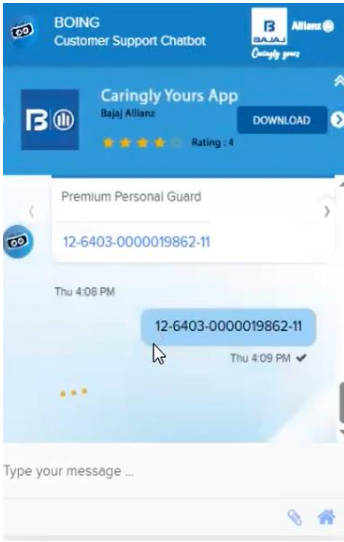 BOING
Customer Support Chatbot
B
BAJAJ
Allianz
Caringly yours
Caringly Yours App
Bajaj Allianz
DOWNLOAD
Rating : 4
Premium Personal Guard
12-6403-0000019862-11
Thu 4:08 PM
12-6403-0000019862-11
Thu 4:09 PM
Type your message ...